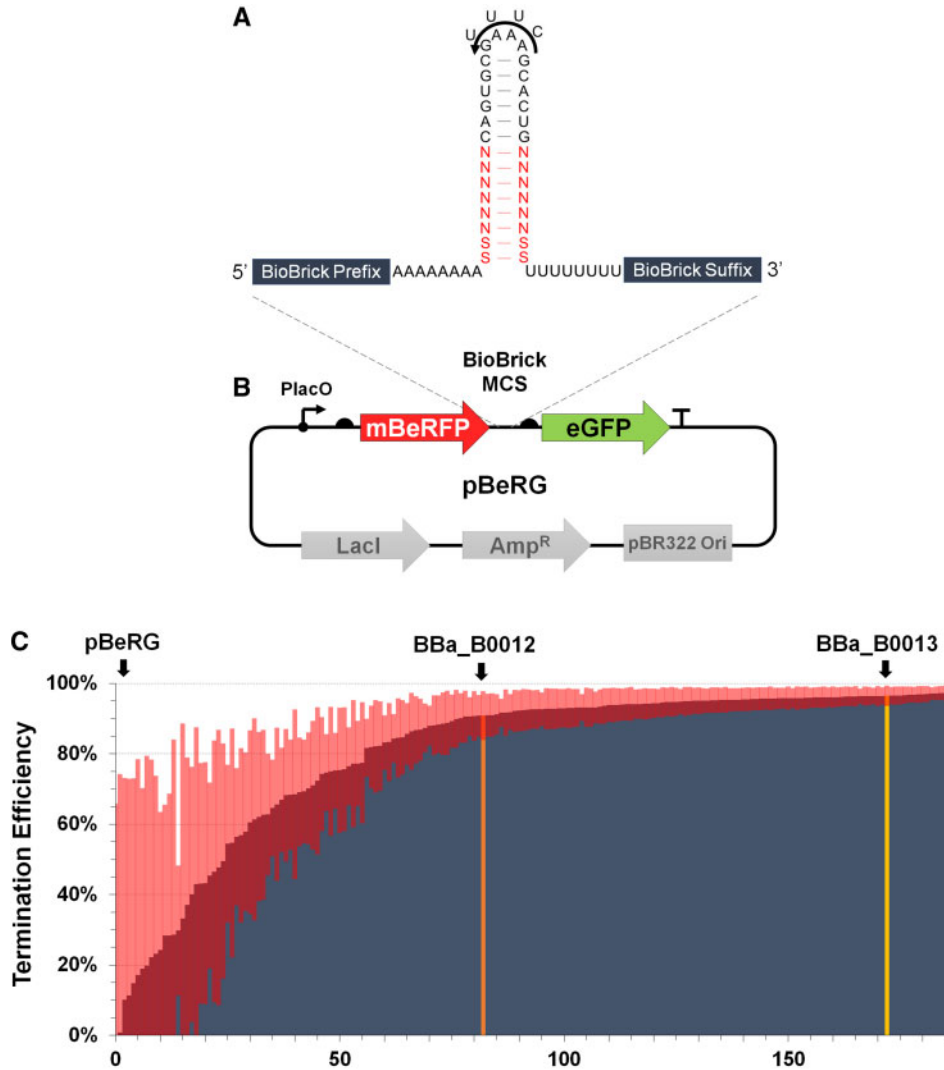 A
U U
U A A A C
G A
C — G
G — C
U — A
G — C
A — U
C — G
N — N
N — N
N — N
N — N
N — N
N — N
S — S
S — S
5' BioBrick Prefix AAAAAAAA UUUUUUUU BioBrick Suffix 3'
BioBrick
MCS
B
PlacO
mBeRFP
eGFP
pBeRG
LacI
AmpR
pBR322 Ori
C
pBeRG
BBa_B0012
BBa_B0013
Termination Efficiency
100%
80%
60%
40%
20%
0%
0 50 100 150